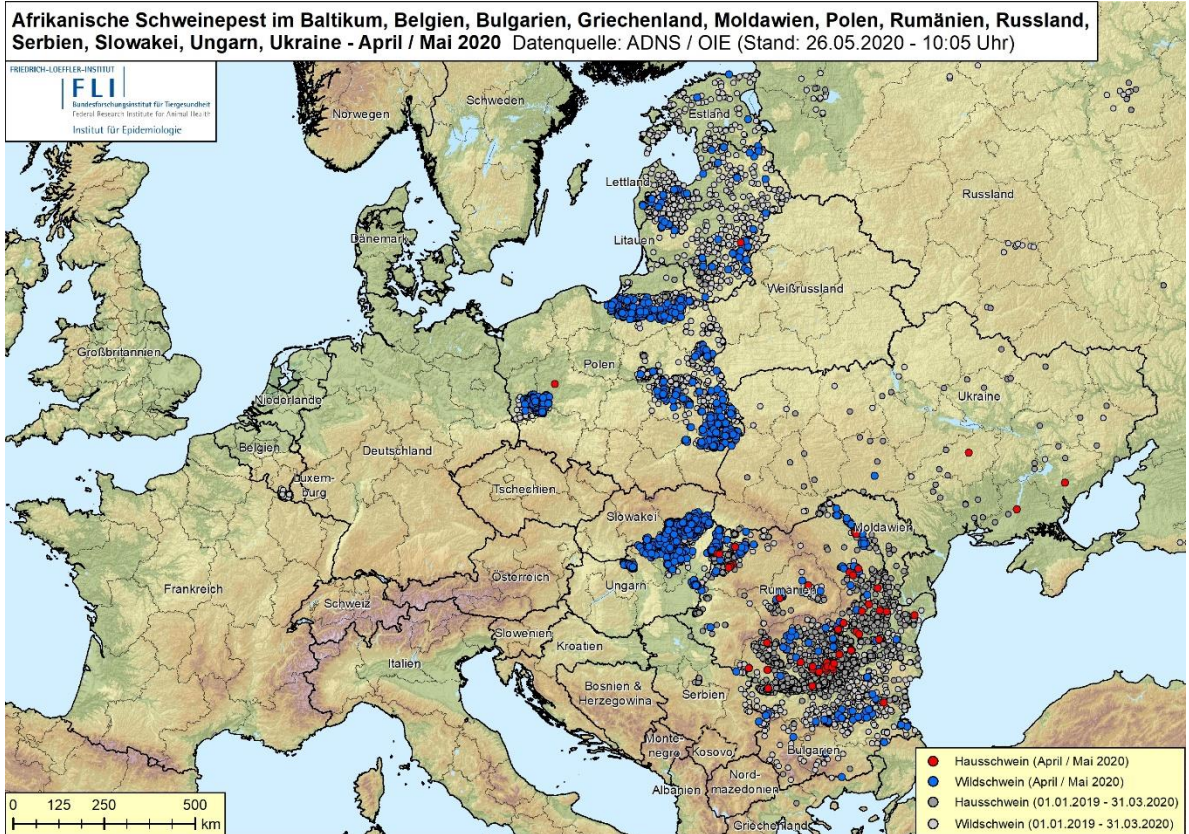 Afrikanische Schweinepest im Baltikum, Belgien, Bulgarien, Griechenland, Moldawien, Polen, Rumänien, Russland,
Serbien, Slowakei, Ungarn, Ukraine - April / Mai 2020 Datenquelle: ADNS / OIE (Stand: 26.05.2020 - 10:05 Uhr)
FRIEDRICH-LOEFFLER-INSTITUT
FLI
Bundesforschungsinstitut für Tiergesundheit
Federal Research Institute for Animal Health
Institut für Epidemiologie
Schweden
Norwegen
Estland
Lettland
Russland
Dänemark
Litauen
Weißrussland
Großbritannien
Polen
Niederlande
Ukraine
Belgien
Deutschland
Luxem-
burg
Tschechien
Slowakei
Moldawien
Österreich
Ungarn
Frankreich
Rumänien
Schweiz
Slowenien
Kroatien
Italien
Bosnien &
Herzegowina
Serbien
Monte-
negro
Kosovo
Bulgarien
Nord-
mazedonien
Albanien
Griechenland
Hausschwein (April / Mai 2020)
Wildschwein (April / Mai 2020)
Hausschwein (01.01.2019 - 31.03.2020)
Wildschwein (01.01.2019 - 31.03.2020)
0 125 250 500
km